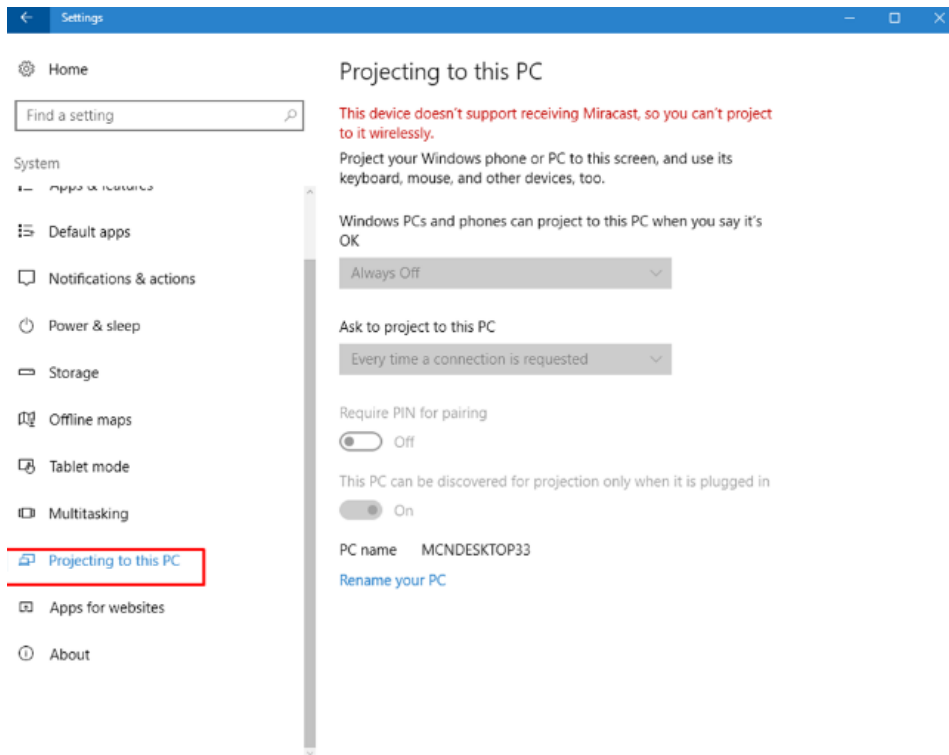 Settings
Home
Find a setting
System
Apps & features
Default apps
Notifications & actions
Power & sleep
Storage
Offline maps
Tablet mode
Multitasking
Projecting to this PC
Apps for websites
About
Projecting to this PC
This device doesn't support receiving Miracast, so you can't project
to it wirelessly.
Project your Windows phone or PC to this screen, and use its
keyboard, mouse, and other devices, too.
Windows PCs and phones can project to this PC when you say it's
OK
Always Off
Ask to project to this PC
Every time a connection is requested
Require PIN for pairing
Off
This PC can be discovered for projection only when it is plugged in
On
PC name MCNDESKTOP33
Rename your PC